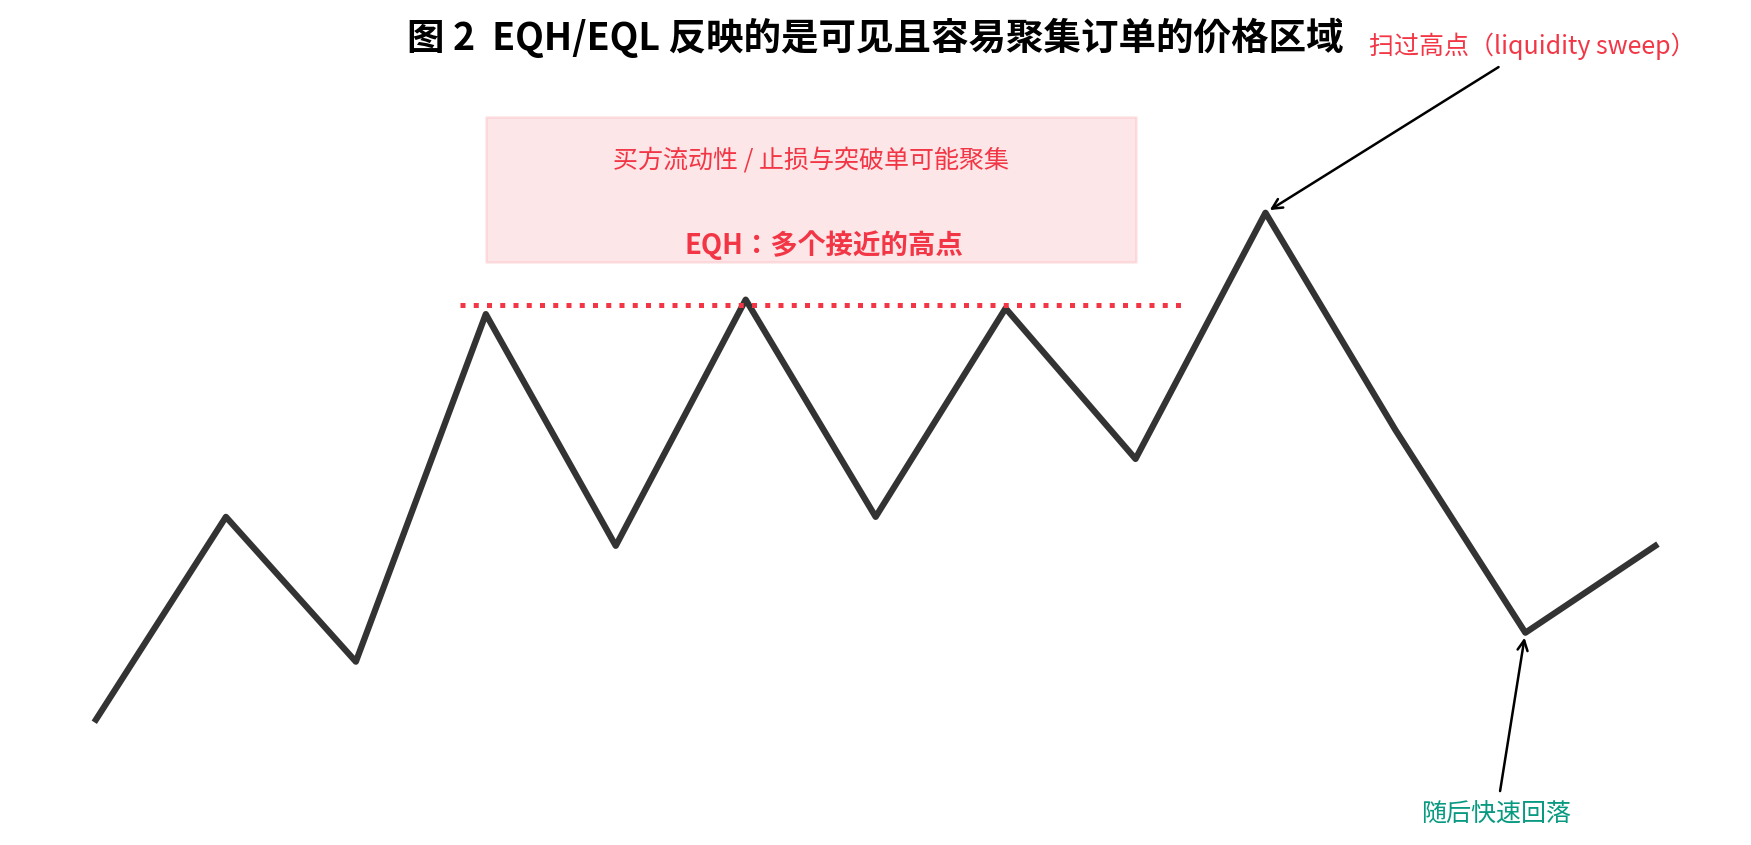 图 2 EQH/EQL 反映的是可见且容易聚集订单的价格区域
扫过高点（liquidity sweep）
买方流动性 / 止损与突破单可能聚集
EQH：多个接近的高点
随后快速回落